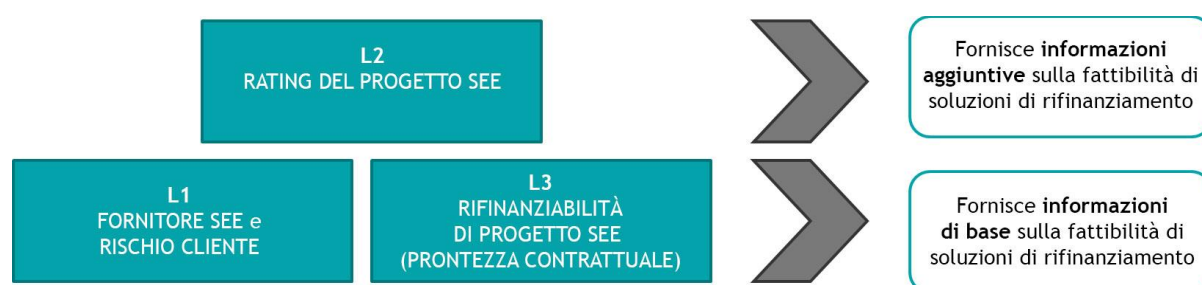 L2
RATING DEL PROGETTO SEE
Fornisce informazioni
aggiuntive sulla fattibilità di
soluzioni di rifinanziamento
L1
FORNITORE SEE e
RISCHIO CLIENTE
L3
RIFINANZIABILITÀ
DI PROGETTO SEE
(PRONTEZZA CONTRATTUALE)
Fornisce informazioni
di base sulla fattibilità di
soluzioni di rifinanziamento